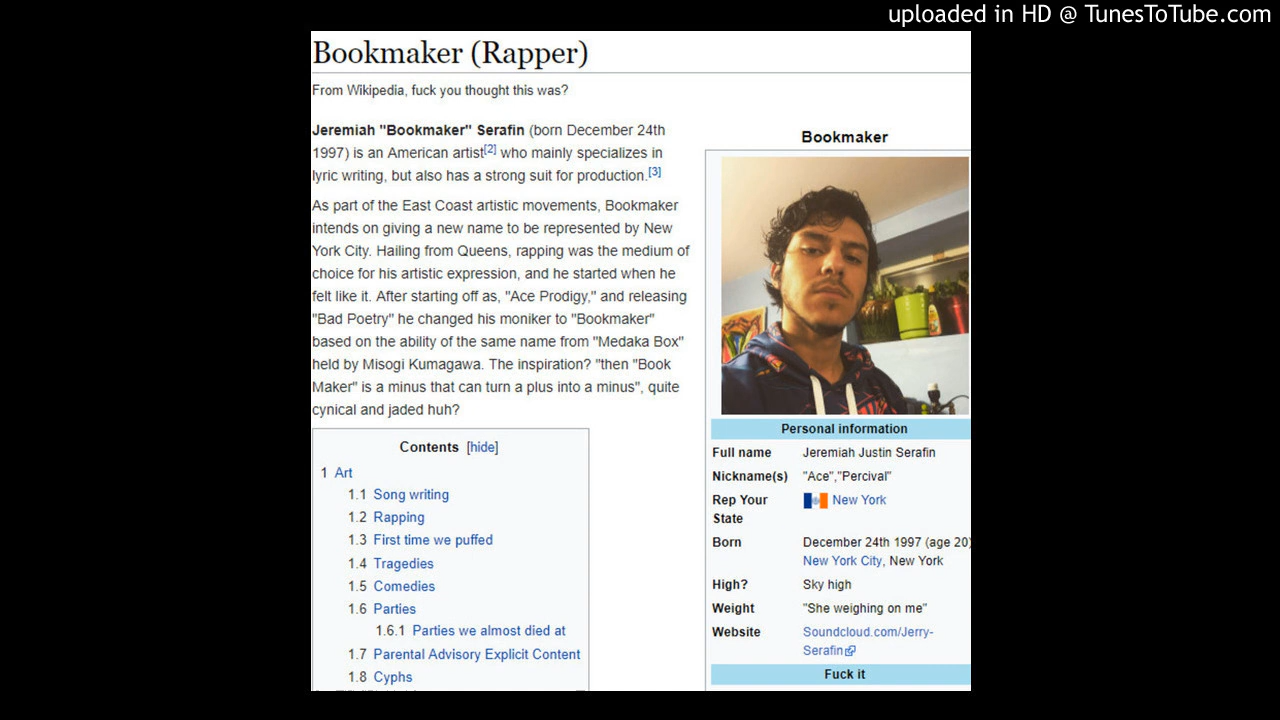 uploaded in HD @ TunesToTube.com
Bookmaker (Rapper)
From Wikipedia, fuck you thought this was?
Jeremiah "Bookmaker" Serafin (born December 24th
1997) is an American artist[2] who mainly specializes in
lyric writing, but also has a strong suit for production.[3]
As part of the East Coast artistic movements, Bookmaker
intends on giving a new name to be represented by New
York City. Hailing from Queens, rapping was the medium of
choice for his artistic expression, and he started when he
felt like it. After starting off as, "Ace Prodigy," and releasing
"Bad Poetry" he changed his moniker to "Bookmaker"
based on the ability of the same name from "Medaka Box"
held by Misogi Kumagawa. The inspiration? "then "Book
Maker" is a minus that can turn a plus into a minus", quite
cynical and jaded huh?
Contents [hide]
1 Art
1.1 Song writing
1.2 Rapping
1.3 First time we puffed
1.4 Tragedies
1.5 Comedies
1.6 Parties
1.6.1 Parties we almost died at
1.7 Parental Advisory Explicit Content
1.8 Cyphs
Bookmaker
Personal information
Full name Jeremiah Justin Serafin
Nickname(s) "Ace","Percival"
Rep Your New York
State
Born December 24th 1997 (age 20)
New York City, New York
High? Sky high
Weight "She weighing on me"
Website Soundcloud.com/Jerry-
Serafin
Fuck it